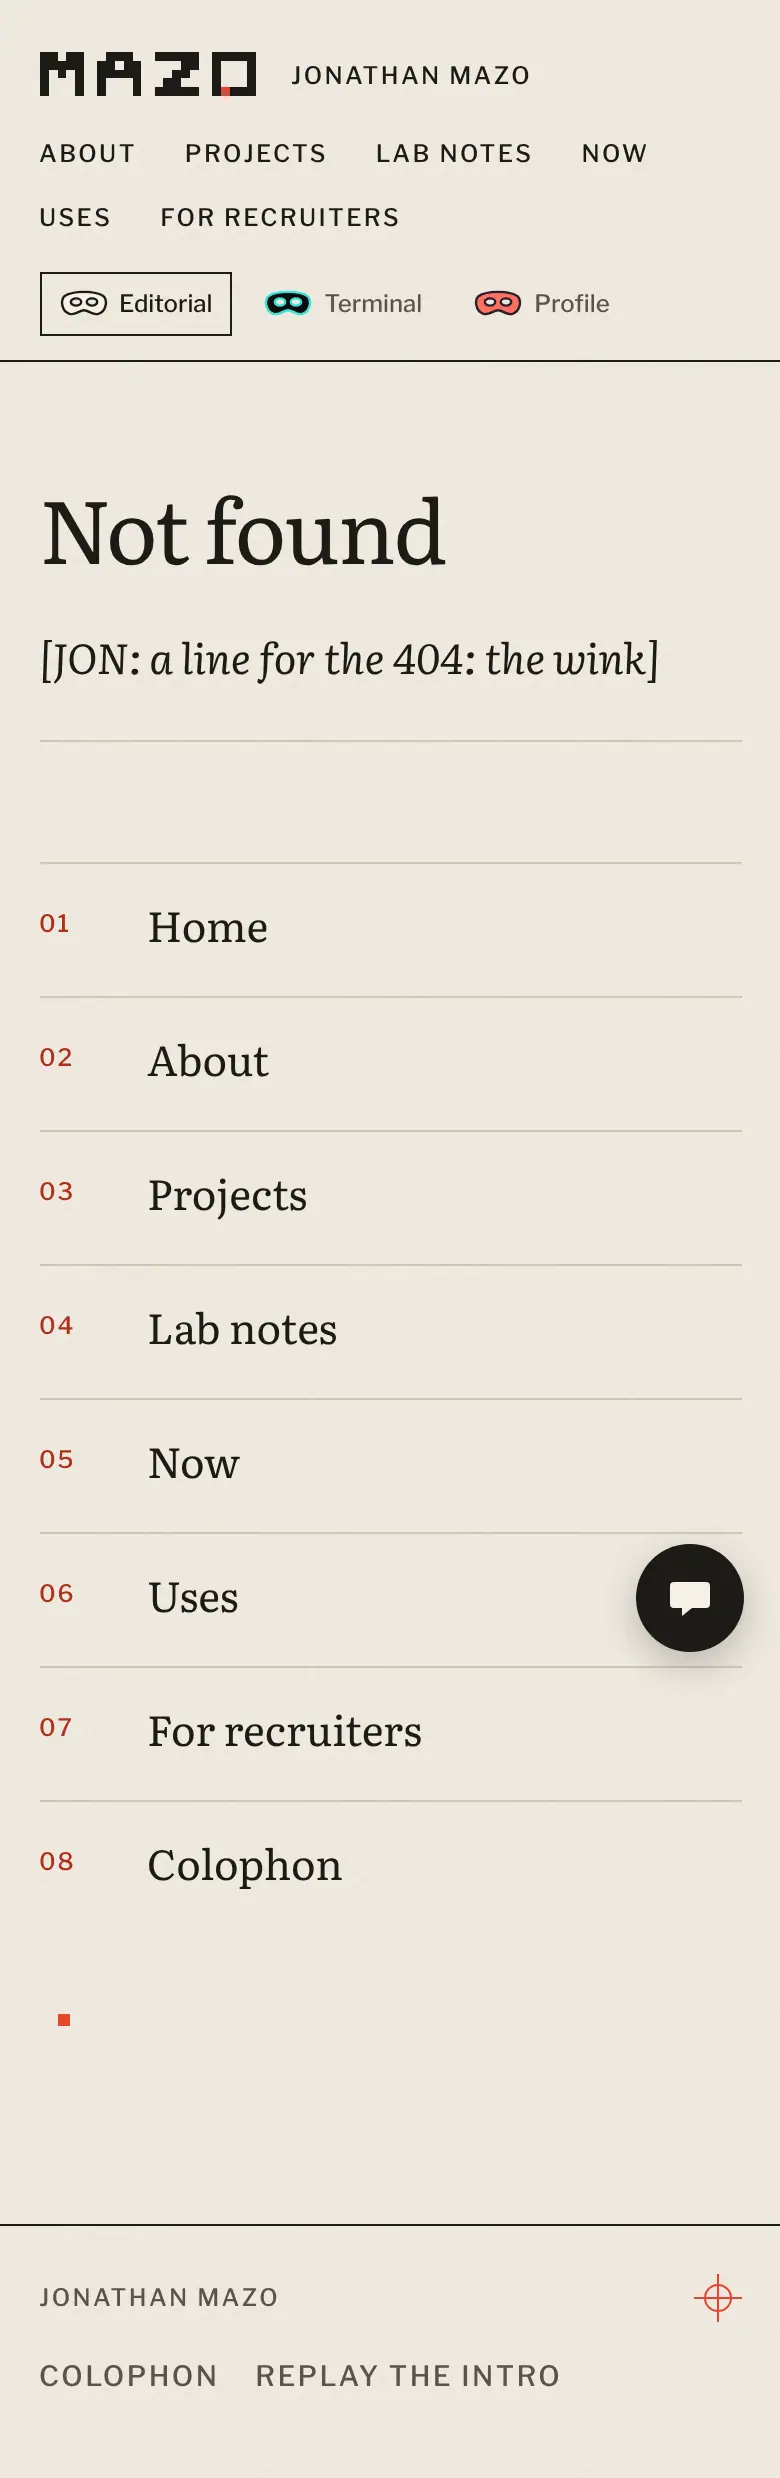 MAZO JONATHAN MAZO
ABOUT PROJECTS LAB NOTES NOW
USES FOR RECRUITERS
Editorial Terminal Profile
Not found
[JON: a line for the 404: the wink]
01 Home
02 About
03 Projects
04 Lab notes
05 Now
06 Uses
07 For recruiters
08 Colophon
JONATHAN MAZO
COLOPHON REPLAY THE INTRO